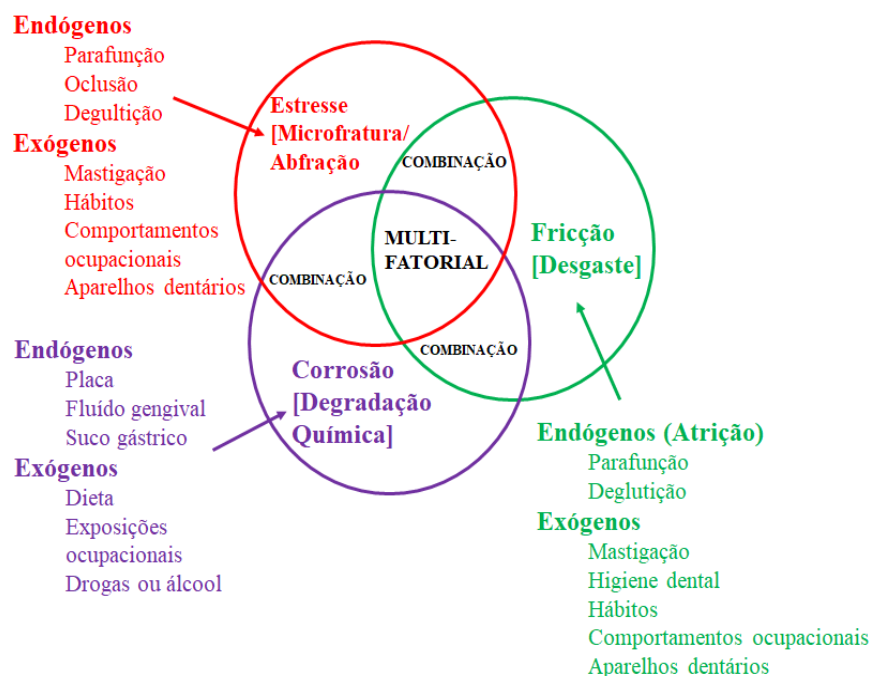 Endógenos
Parafunção
Oclusão
Degultição
Exógenos
Mastigação
Hábitos
Comportamentos
ocupacionais
Aparelhos dentários
Estresse
[Microfratura/
Abfração
COMBINAÇÃO
MULTI-
FATORIAL
COMBINAÇÃO
COMBINAÇÃO
Fricção
[Desgaste]
Endógenos
Placa
Fluído gengival
Suco gástrico
Exógenos
Dieta
Exposições
ocupacionais
Drogas ou álcool
Corrosão
[Degradação
Química]
Endógenos (Atrição)
Parafunção
Deglutição
Exógenos
Mastigação
Higiene dental
Hábitos
Comportamentos ocupacionais
Aparelhos dentários